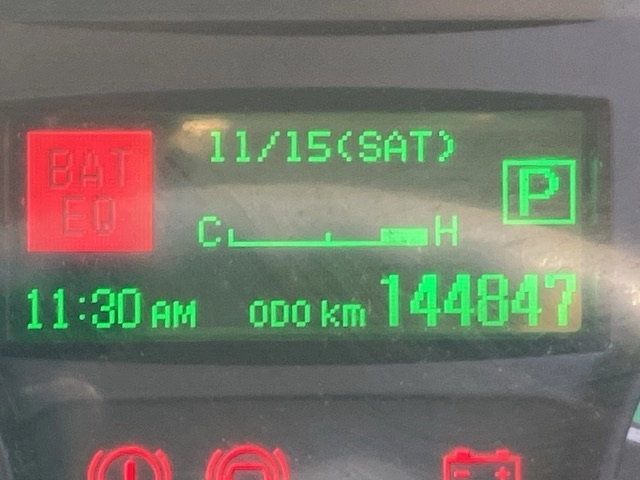 11/15(SAT)
BAT
EQ
P
C H
11:30 AM ODO km 144847